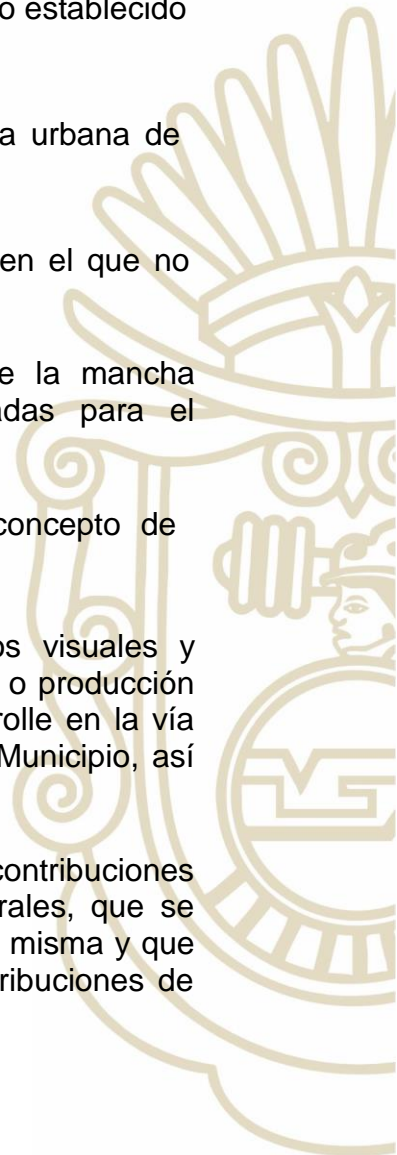 o establecido
a urbana de
en el que no
e la mancha
adas para el
concepto de
os visuales y
o producción
rolle en la vía
Municipio, así
contribuciones
rales, que se
misma y que
ribuciones de